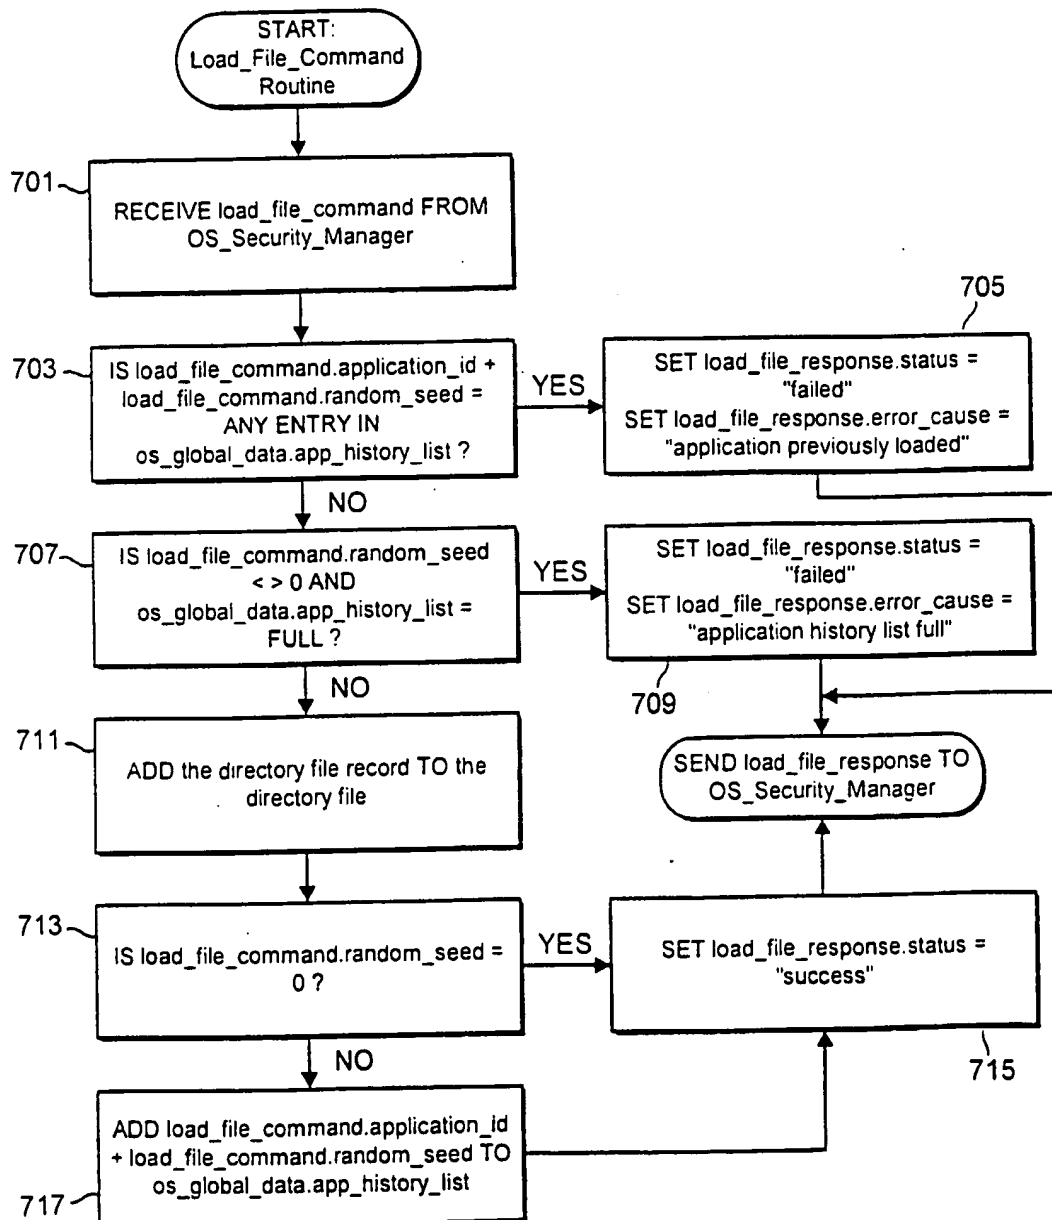 START:
Load_File_Command
Routine
701
RECEIVE load_file_command FROM
OS_Security_Manager
703
IS load_file_command.application_id +
load_file_command.random_seed =
ANY ENTRY IN
os_global_data.app_history_list ?
YES
705
SET load_file_response.status =
"failed"
SET load_file_response.error_cause =
"application previously loaded"
NO
707
IS load_file_command.random_seed
< > 0 AND
os_global_data.app_history_list =
FULL ?
YES
SET load_file_response.status =
"failed"
SET load_file_response.error_cause =
"application history list full"
709
NO
711
ADD the directory file record TO the
directory file
SEND load_file_response TO
OS_Security_Manager
713
IS load_file_command.random_seed =
0 ?
YES
SET load_file_response.status =
"success"
715
NO
717
ADD load_file_command.application_id
+ load_file_command.random_seed TO
os_global_data.app_history_list